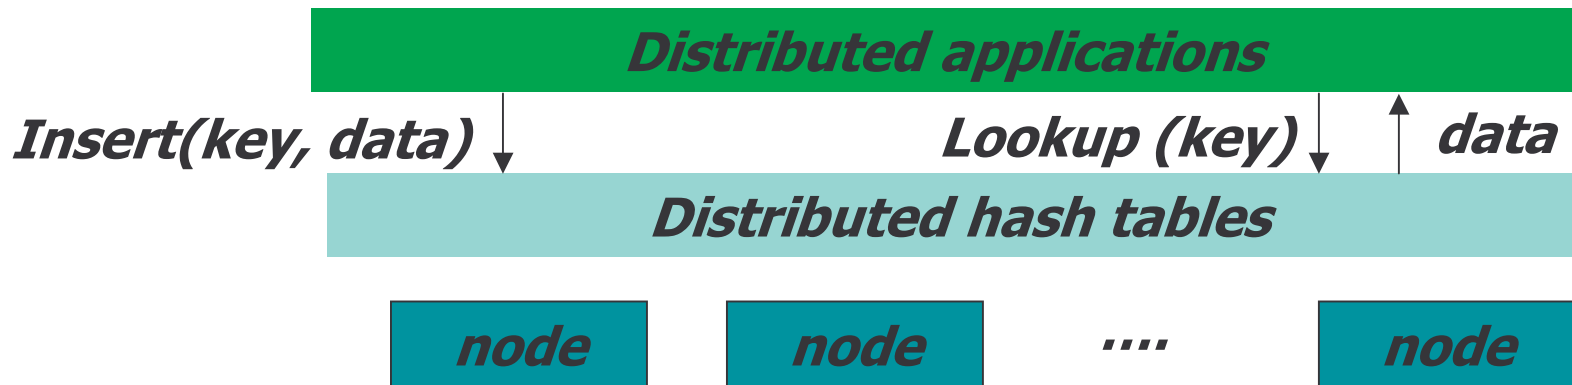 Distributed applications
Insert(key, data)
Lookup (key)
data
Distributed hash tables
node
node
....
node